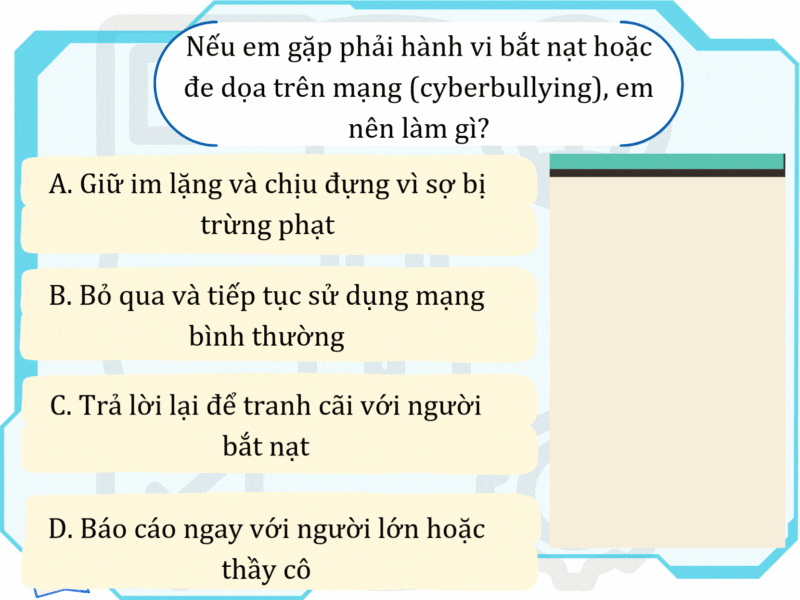 Nếu em gặp phải hành vi bắt nạt hoặc
đe dọa trên mạng (cyberbullying), em
nên làm gì?
A. Giữ im lặng và chịu đựng vì sợ bị
trừng phạt
B. Bỏ qua và tiếp tục sử dụng mạng
bình thường
C. Trả lời lại để tranh cãi với người
bắt nạt
D. Báo cáo ngay với người lớn hoặc
thầy cô